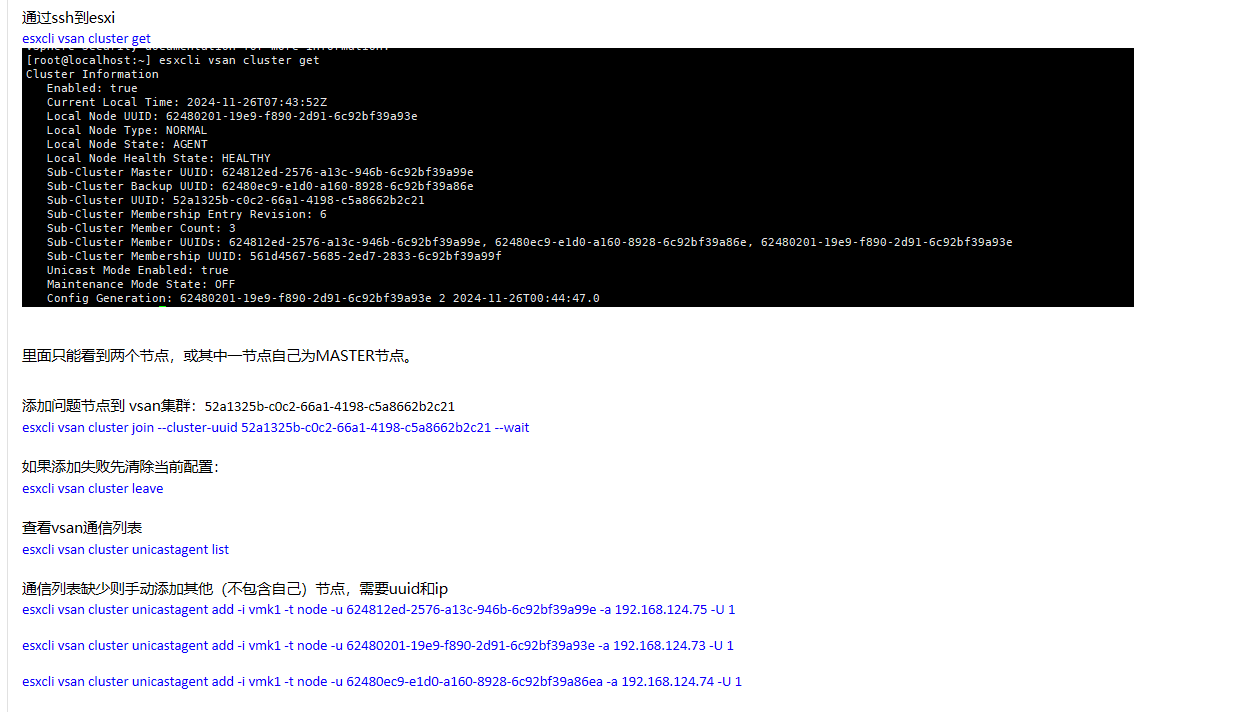 通过ssh到esxi
esxcli vsan cluster get
vSphere Security documentation for more information.
[root@localhost:~] esxcli vsan cluster get
Cluster Information
Enabled: true
Current Local Time: 2024-11-26T07:43:52Z
Local Node UUID: 62480201-19e9-f890-2d91-6c92bf39a93e
Local Node Type: NORMAL
Local Node State: AGENT
Local Node Health State: HEALTHY
Sub-Cluster Master UUID: 624812ed-2576-a13c-946b-6c92bf39a99e
Sub-Cluster Backup UUID: 62480ec9-e1d0-a160-8928-6c92bf39a86e
Sub-Cluster UUID: 52a1325b-c0c2-66a1-4198-c5a8662b2c21
Sub-Cluster Membership Entry Revision: 6
Sub-Cluster Member Count: 3
Sub-Cluster Member UUIDs: 624812ed-2576-a13c-946b-6c92bf39a99e, 62480ec9-e1d0-a160-8928-6c92bf39a86e, 62480201-19e9-f890-2d91-6c92bf39a93e
Sub-Cluster Membership UUID: 561d4567-5685-2ed7-2833-6c92bf39a99f
Unicast Mode Enabled: true
Maintenance Mode State: OFF
Config Generation: 62480201-19e9-f890-2d91-6c92bf39a93e 2 2024-11-26T00:44:47.0
里面只能看到两个节点，或其中一节点自己为MASTER节点。
添加问题节点到 vsan集群：52a1325b-c0c2-66a1-4198-c5a8662b2c21
esxcli vsan cluster join --cluster-uuid 52a1325b-c0c2-66a1-4198-c5a8662b2c21 --wait
如果添加失败先清除当前配置：
esxcli vsan cluster leave
查看vsan通信列表
esxcli vsan cluster unicastagent list
通信列表缺少则手动添加其他（不包含自己）节点，需要uuid和ip
esxcli vsan cluster unicastagent add -i vmk1 -t node -u 624812ed-2576-a13c-946b-6c92bf39a99e -a 192.168.124.75 -U 1
esxcli vsan cluster unicastagent add -i vmk1 -t node -u 62480201-19e9-f890-2d91-6c92bf39a93e -a 192.168.124.73 -U 1
esxcli vsan cluster unicastagent add -i vmk1 -t node -u 62480ec9-e1d0-a160-8928-6c92bf39a86ea -a 192.168.124.74 -U 1